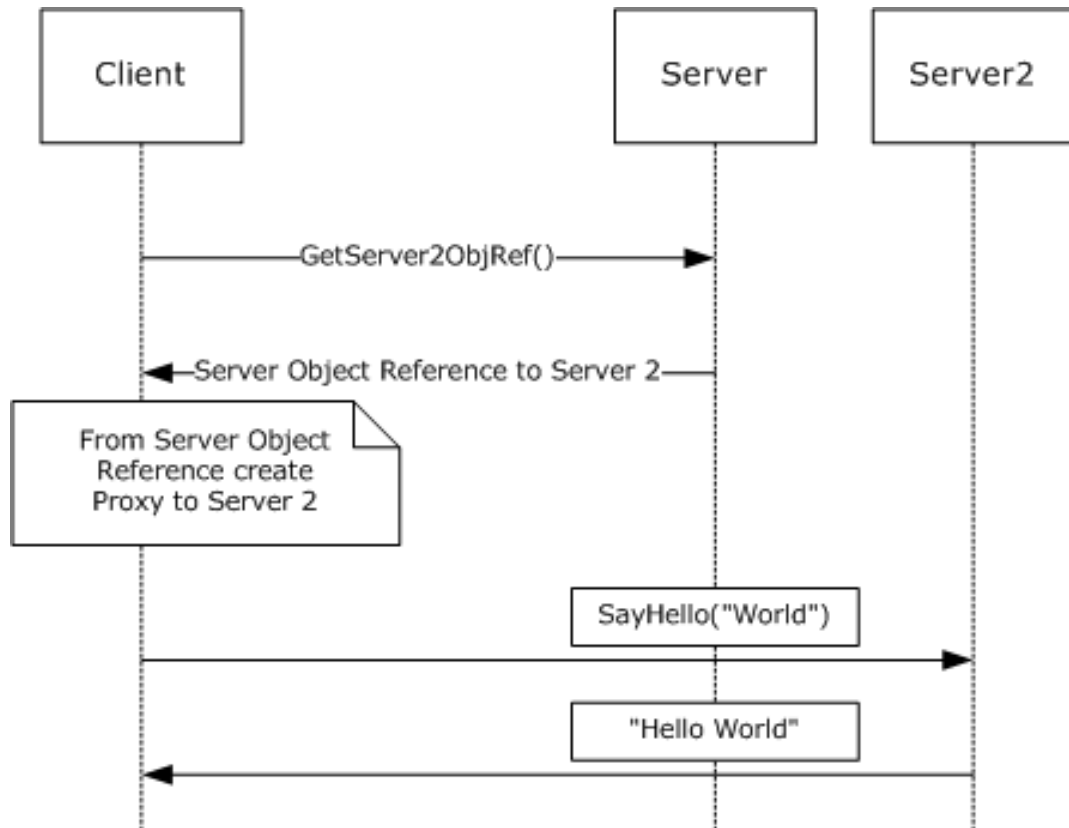 Client
Server
Server2
GetServer2ObjRef()
Server Object Reference to Server 2
From Server Object
Reference create
Proxy to Server 2
SayHello("World")
"Hello World"